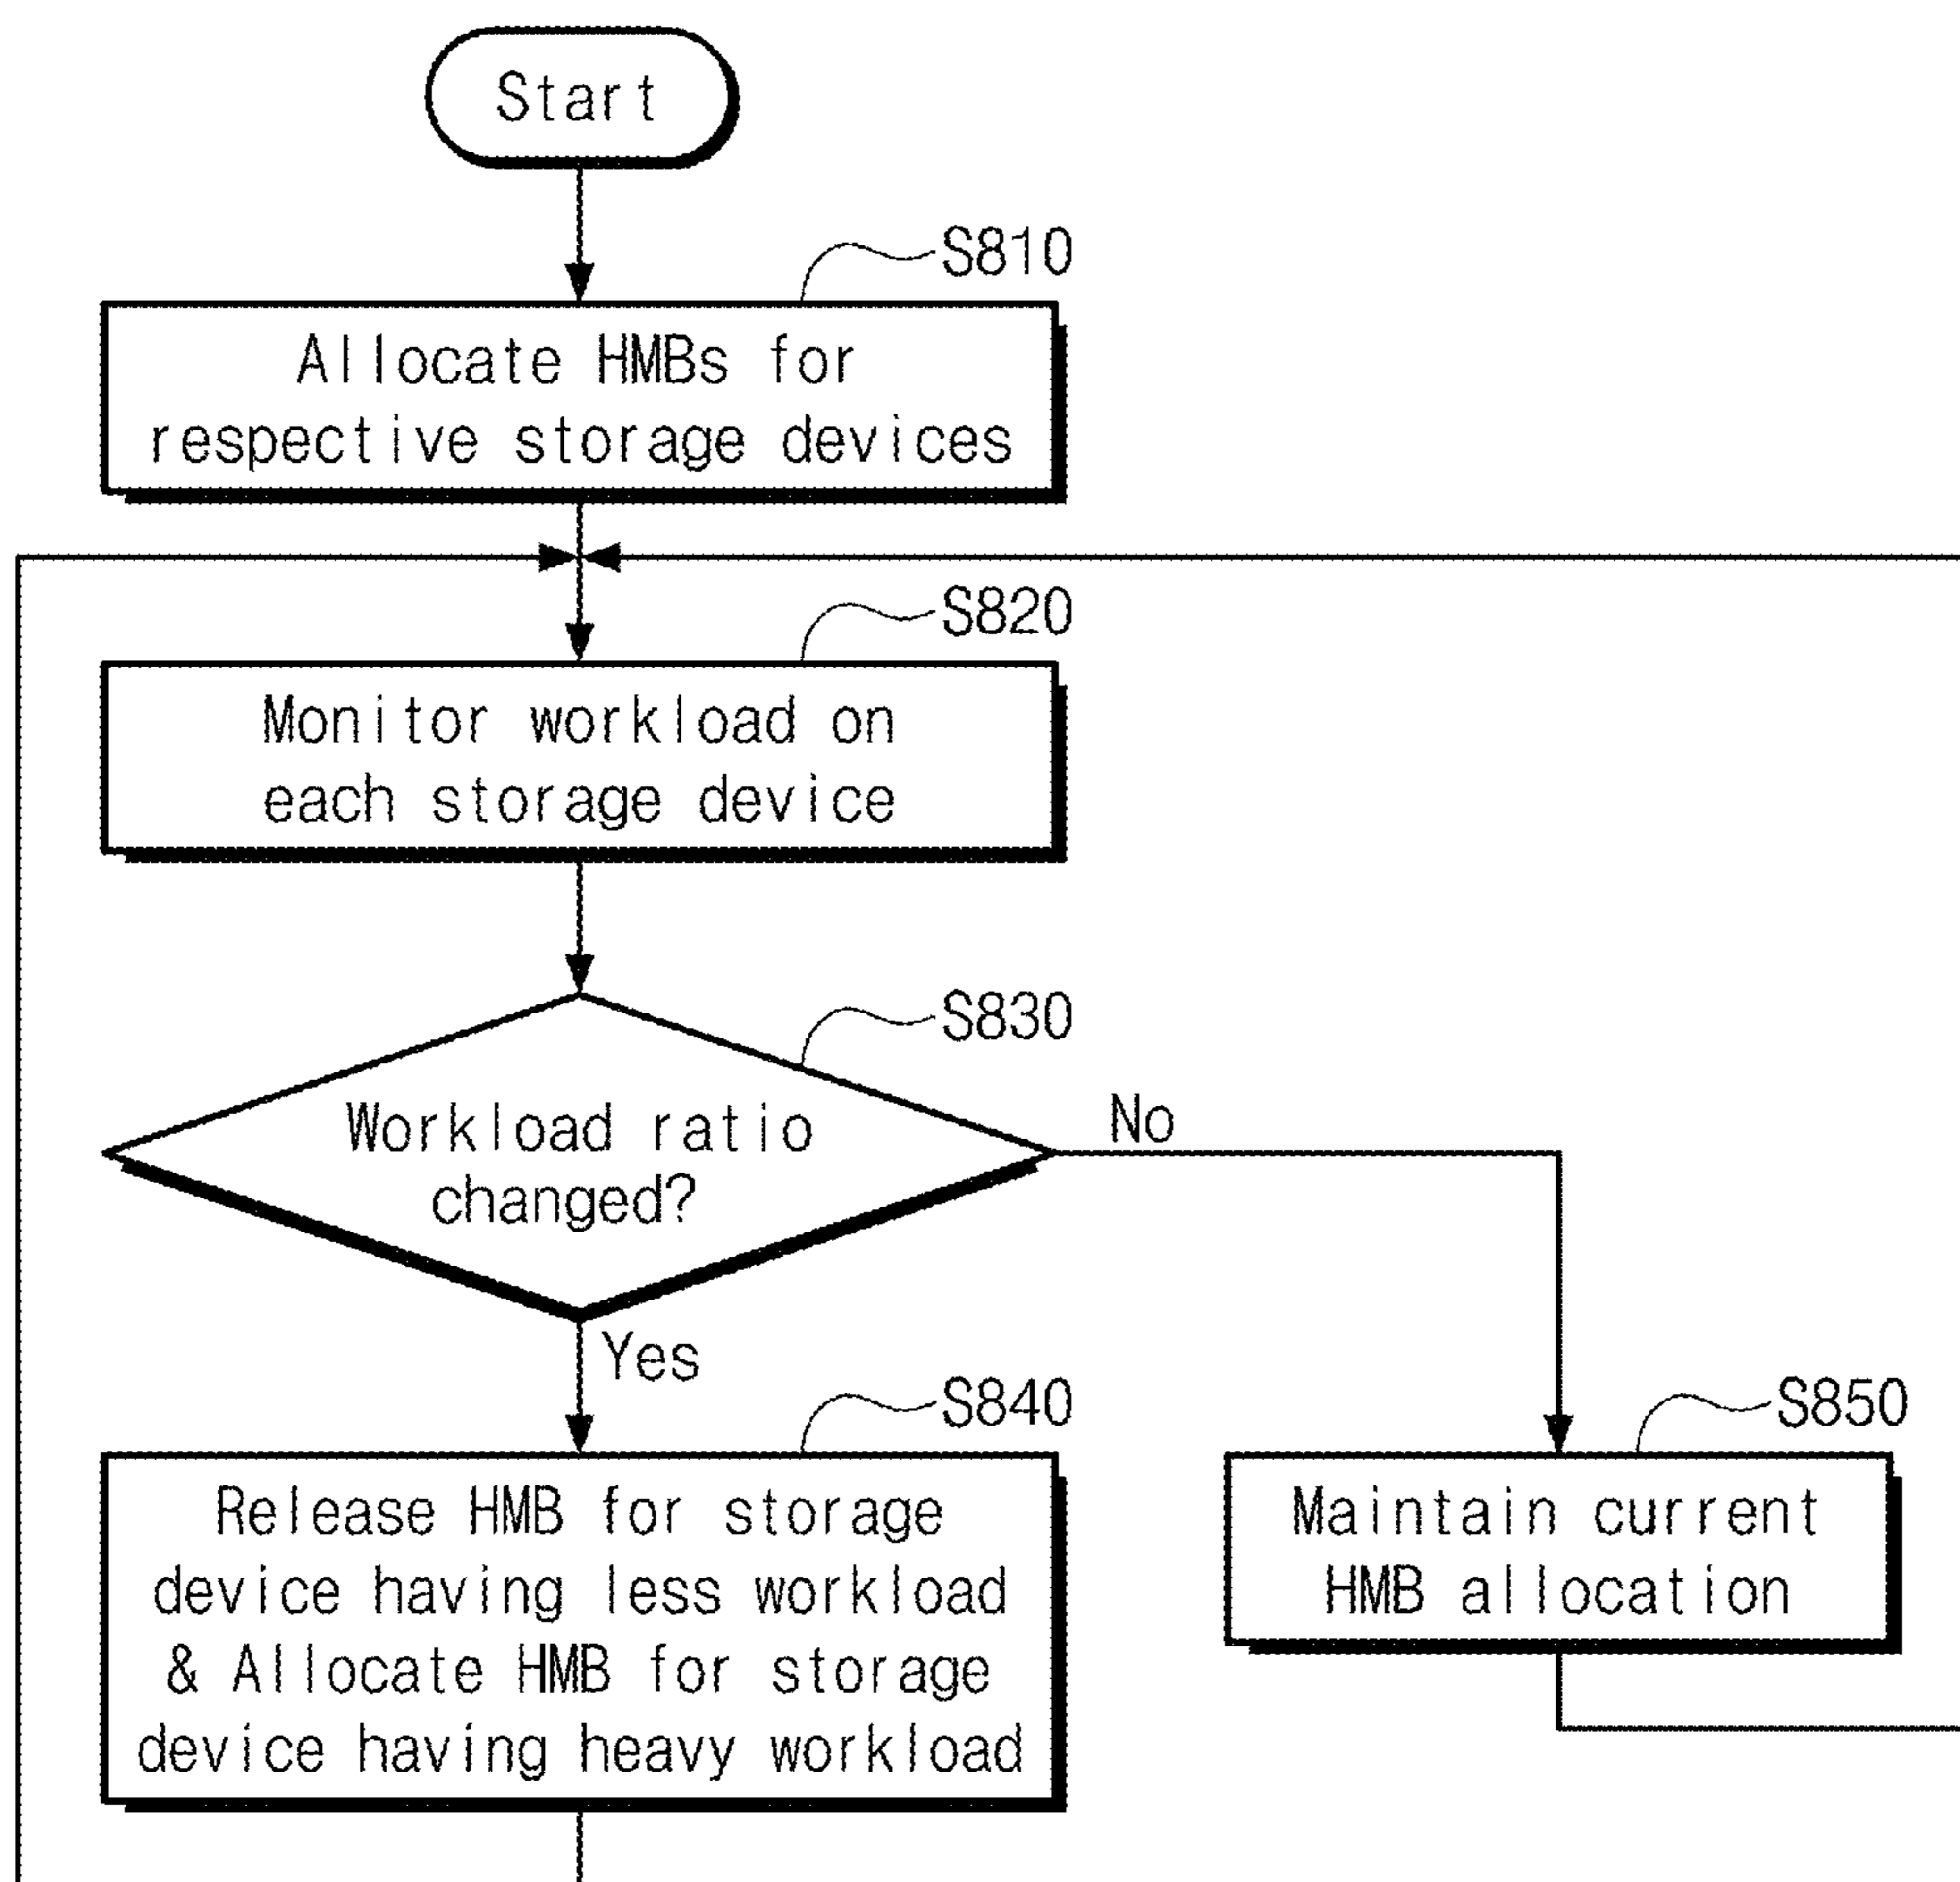 Start
S810
Allocate HMBs for
respective storage devices
S820
Monitor workload on
each storage device
S830
Workload ratio
changed?
No
Yes
S840
Release HMB for storage
device having less workload
& Allocate HMB for storage
device having heavy workload
S850
Maintain current
HMB allocation